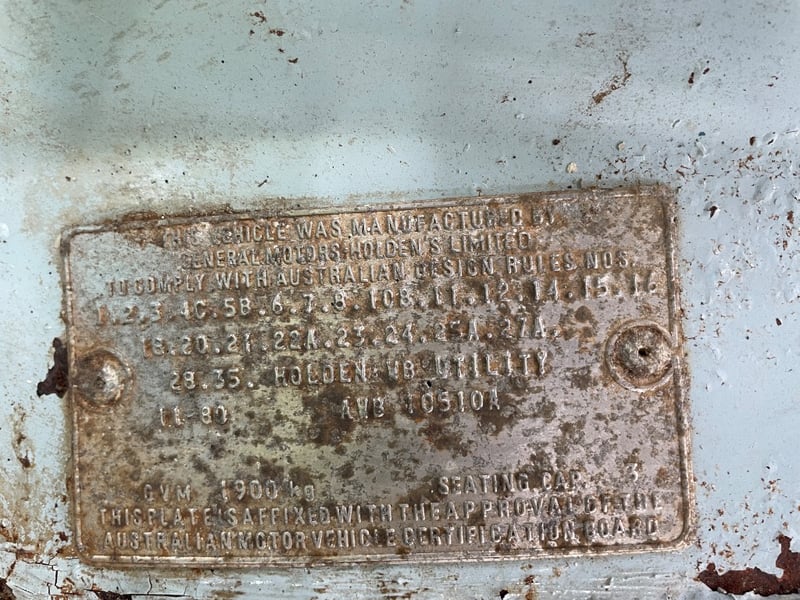 THIS VEHICLE WAS MANUFACTURED BY
GENERAL MOTORS-HOLDEN'S LIMITED
TO COMPLY WITH AUSTRALIAN DESIGN RULES NOS.
1.2.3.4C.5B.6.7.8.10B.11.12.14.15.16
18.20.21.22A.23.24.25A.27A.
28.35. HOLDEN WB UTILITY
11-80 AWB 10510A
GVM 1900 kg SEATING CAP. 3
THIS PLATE IS AFFIXED WITH THE APPROVAL OF THE
AUSTRALIAN MOTOR VEHICLE CERTIFICATION BOARD